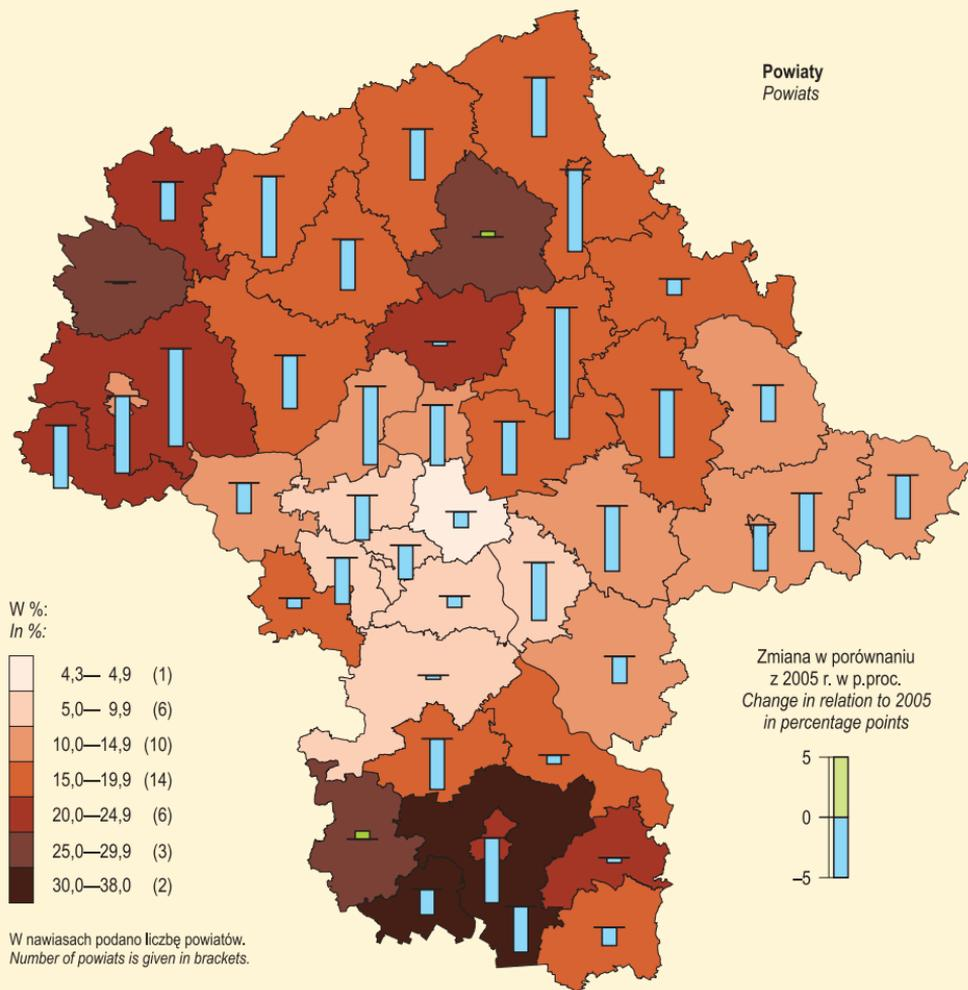 Powiaty
Powiats
W %:
In %:
4,3— 4,9 (1)
5,0— 9,9 (6)
10,0—14,9 (10)
15,0—19,9 (14)
20,0—24,9 (6)
25,0—29,9 (3)
30,0—38,0 (2)
W nawiasach podano liczbę powiatów.
Number of powiats is given in brackets.
Zmiana w porównaniu
z 2005 r. w p.proc.
Change in relation to 2005
in percentage points
5
0
–5